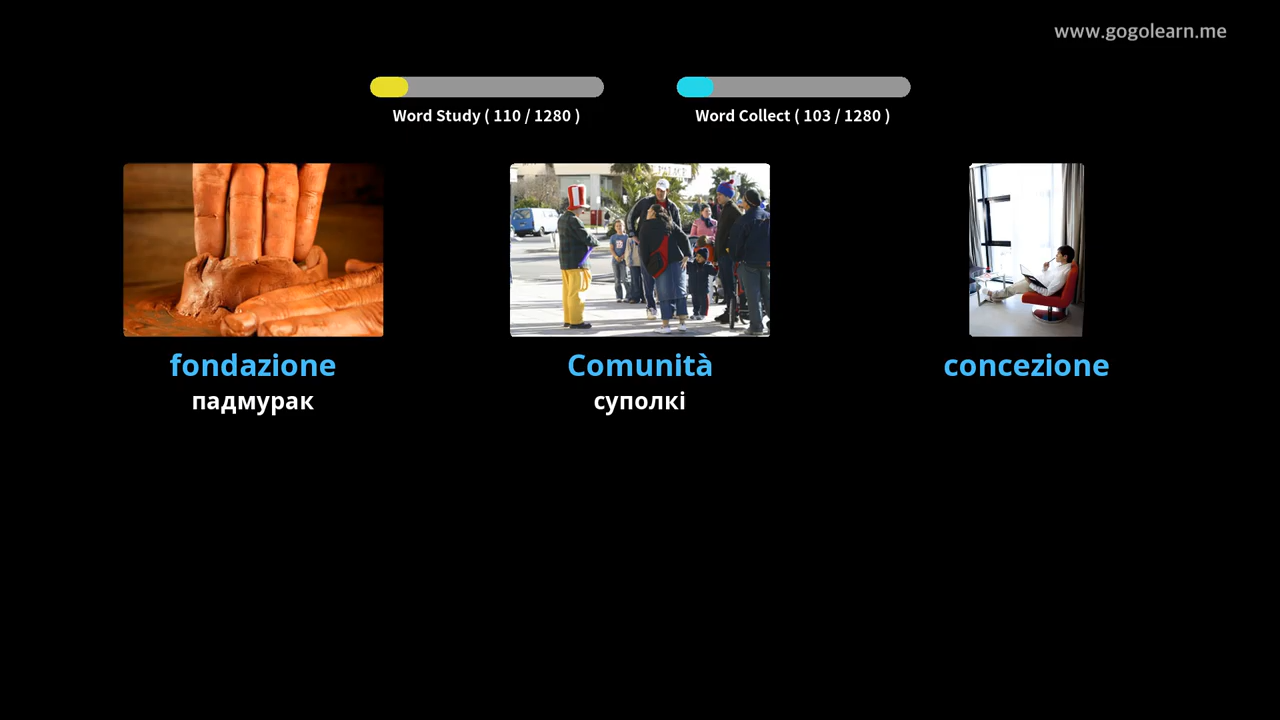 www.gogolearn.me
Word Study ( 110 / 1280 )
Word Collect ( 103 / 1280 )
fondazione
падмурак
Comunità
суполкі
concezione